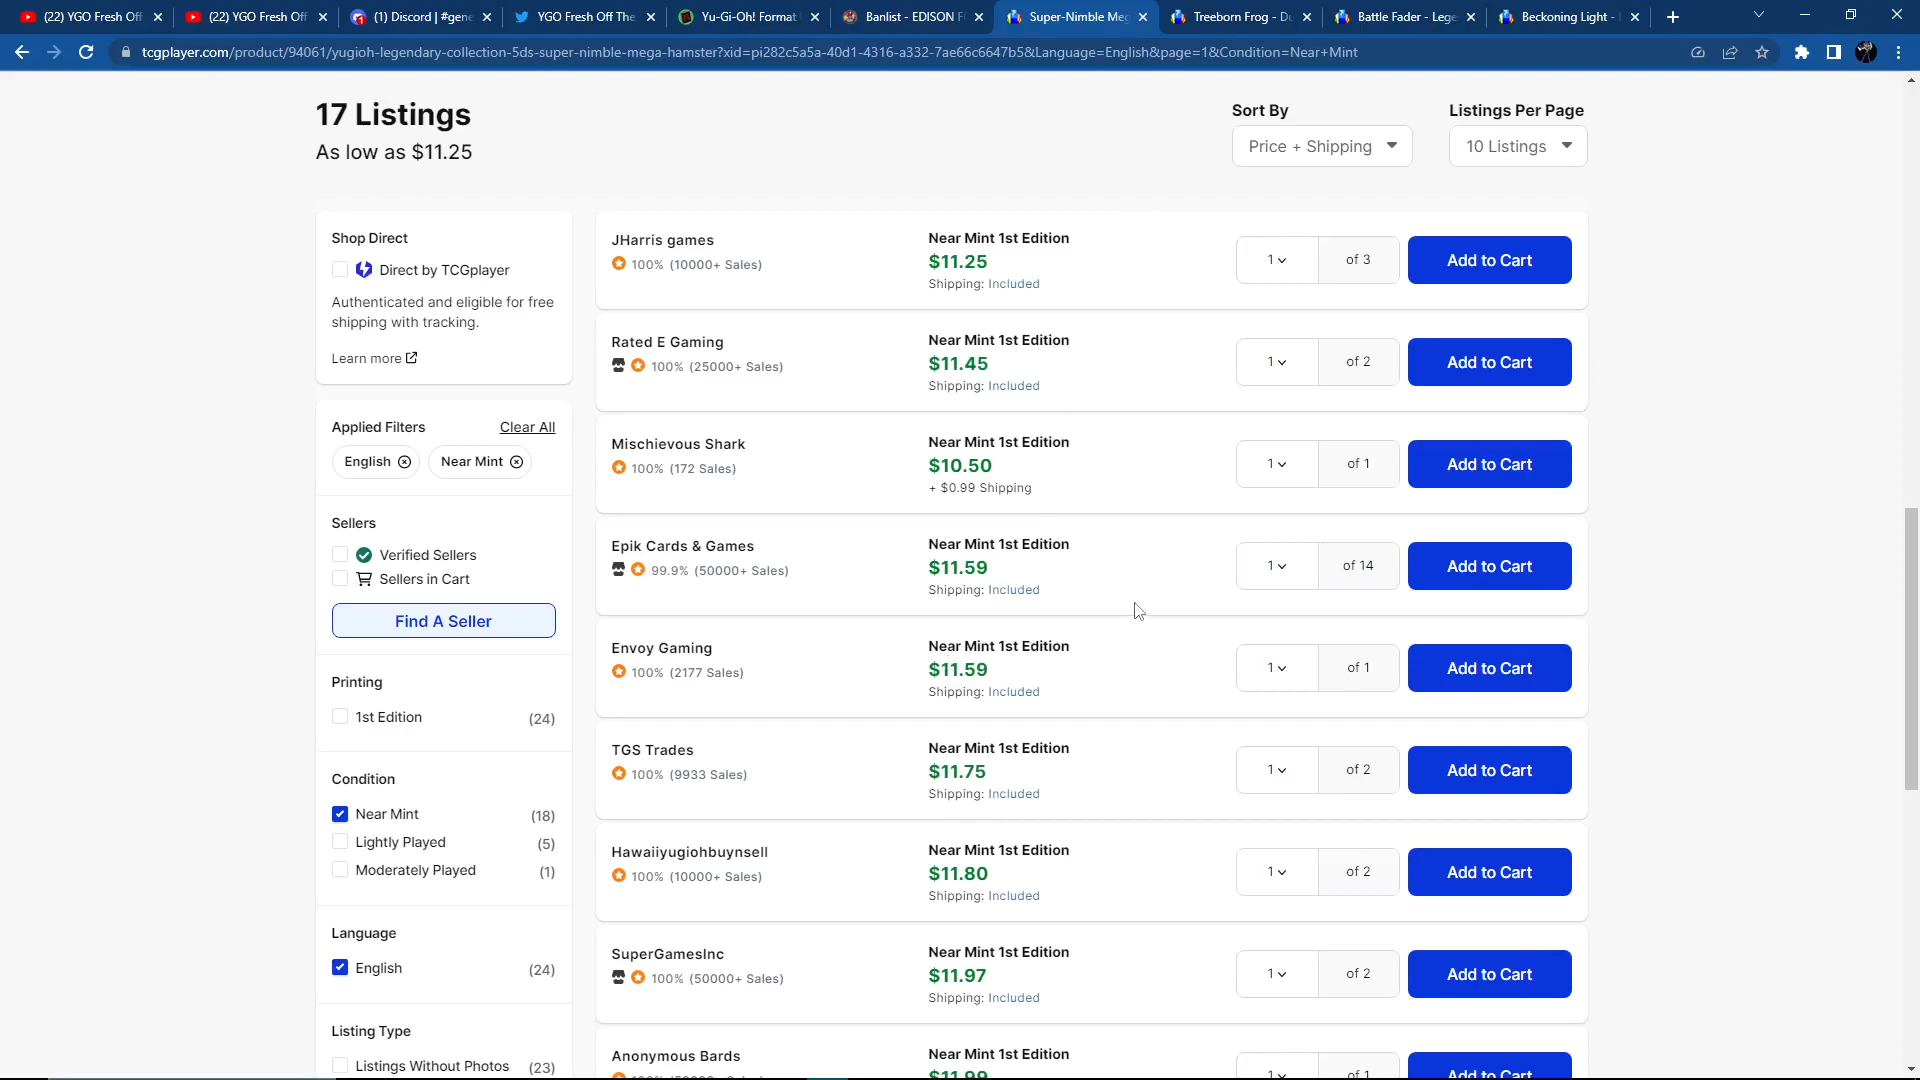 (22) YGO Fresh Off
(22) YGO Fresh Off
(1) Discord | #gene
YGO Fresh Off The
Yu-Gi-Oh! Format
Banlist - EDISON F
Super-Nimble Meg
Treeborn Frog - Du
Battle Fader - Lege
Beckoning Light -
tcgplayer.com/product/94061/yugioh-legendary-collection-5ds-super-nimble-mega-hamster?xid=pi282c5a5a-40d1-4316-a332-7ae66c6647b5&Language=English&page=1&Condition=Near+Mint
17 Listings
As low as $11.25
Sort By
Price + Shipping
Listings Per Page
10 Listings
Shop Direct
Direct by TCGplayer
Authenticated and eligible for free
shipping with tracking.
Learn more
Applied Filters
Clear All
English
Near Mint
Sellers
Verified Sellers
Sellers in Cart
Find A Seller
Printing
1st Edition (24)
Condition
Near Mint (18)
Lightly Played (5)
Moderately Played (1)
Language
English (24)
Listing Type
Listings Without Photos (23)
JHarris games
100% (10000+ Sales)
Near Mint 1st Edition
$11.25
Shipping: Included
1 of 3
Add to Cart
Rated E Gaming
100% (25000+ Sales)
Near Mint 1st Edition
$11.45
Shipping: Included
1 of 2
Add to Cart
Mischievous Shark
100% (172 Sales)
Near Mint 1st Edition
$10.50
+ $0.99 Shipping
1 of 1
Add to Cart
Epik Cards & Games
99.9% (50000+ Sales)
Near Mint 1st Edition
$11.59
Shipping: Included
1 of 14
Add to Cart
Envoy Gaming
100% (2177 Sales)
Near Mint 1st Edition
$11.59
Shipping: Included
1 of 1
Add to Cart
TGS Trades
100% (9933 Sales)
Near Mint 1st Edition
$11.75
Shipping: Included
1 of 2
Add to Cart
Hawaiiyugiohbuynsell
100% (10000+ Sales)
Near Mint 1st Edition
$11.80
Shipping: Included
1 of 2
Add to Cart
SuperGamesInc
100% (50000+ Sales)
Near Mint 1st Edition
$11.97
Shipping: Included
1 of 2
Add to Cart
Anonymous Bards
Near Mint 1st Edition
$11.99
1 of 1
Add to Cart